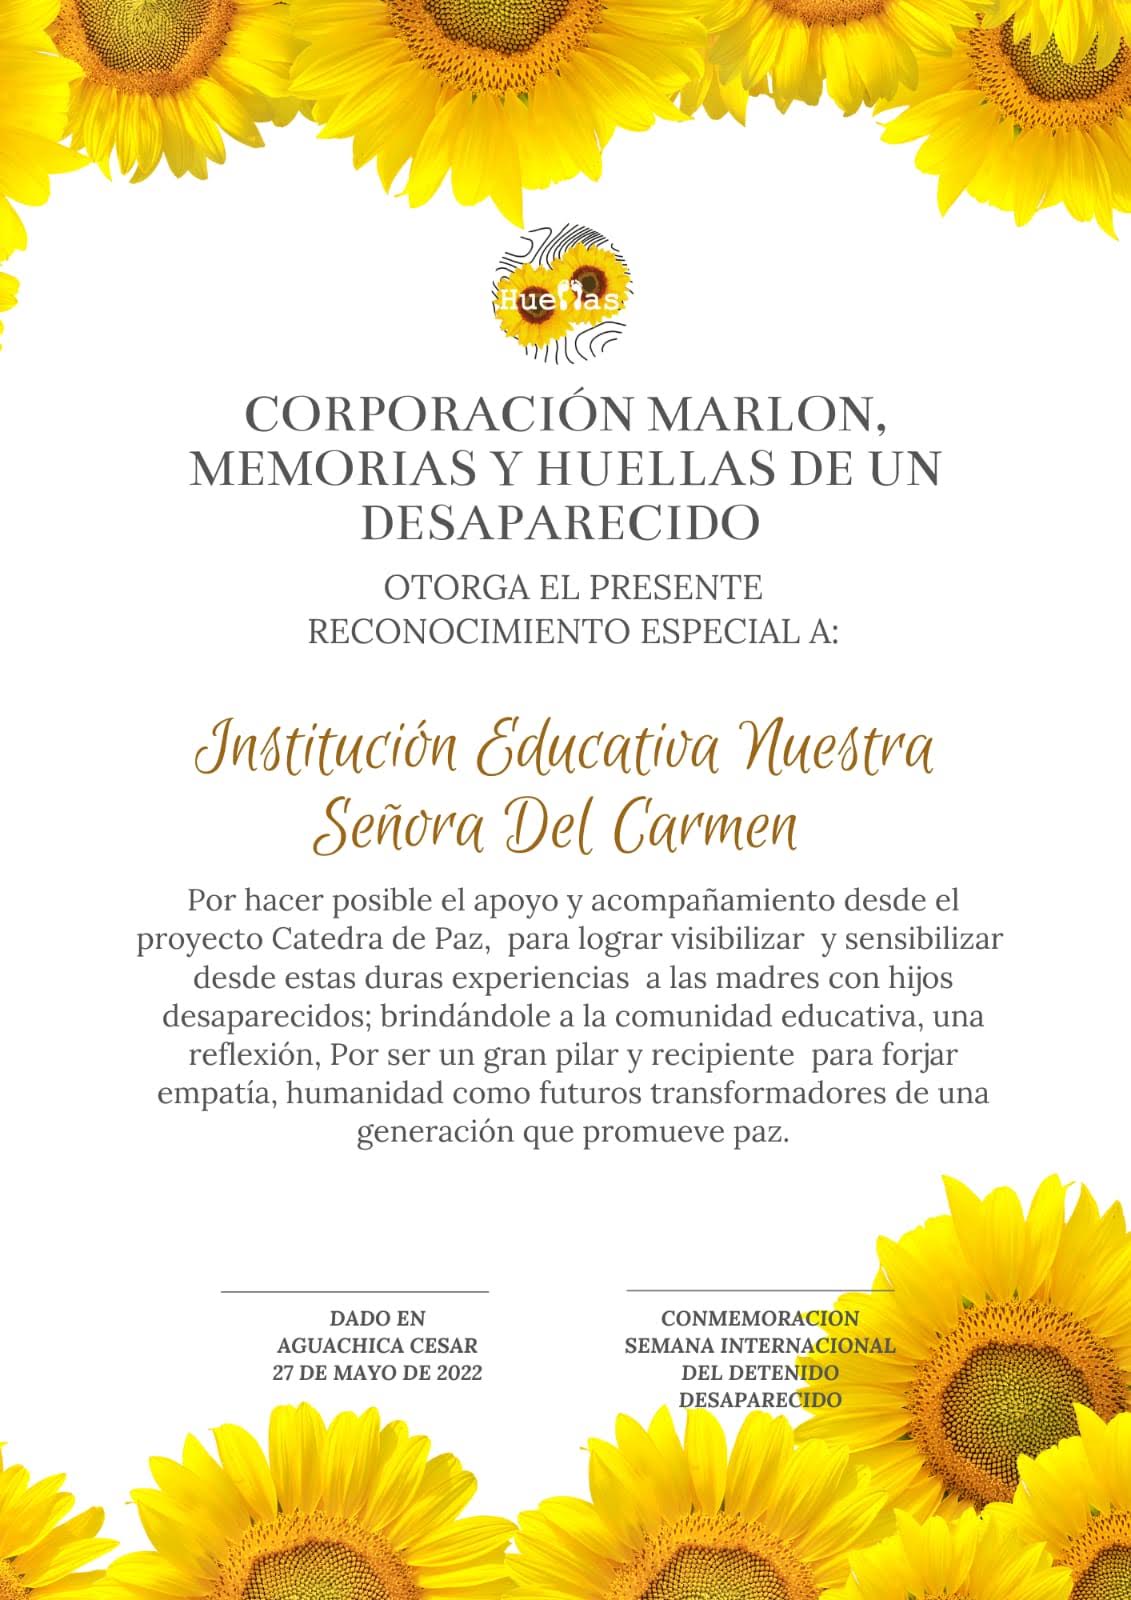 Huellas
CORPORACIÓN MARLON,
MEMORIAS Y HUELLAS DE UN
DESAPARECIDO
OTORGA EL PRESENTE
RECONOCIMIENTO ESPECIAL A:
Institución Educativa Nuestra
Señora Del Carmen
Por hacer posible el apoyo y acompañamiento desde el
proyecto Catedra de Paz, para lograr visibilizar y sensibilizar
desde estas duras experiencias a las madres con hijos
desaparecidos; brindándole a la comunidad educativa, una
reflexión, Por ser un gran pilar y recipiente para forjar
empatía, humanidad como futuros transformadores de una
generación que promueve paz.
DADO EN
AGUACHICA CESAR
27 DE MAYO DE 2022
CONMEMORACION
SEMANA INTERNACIONAL
DEL DETENIDO
DESAPARECIDO